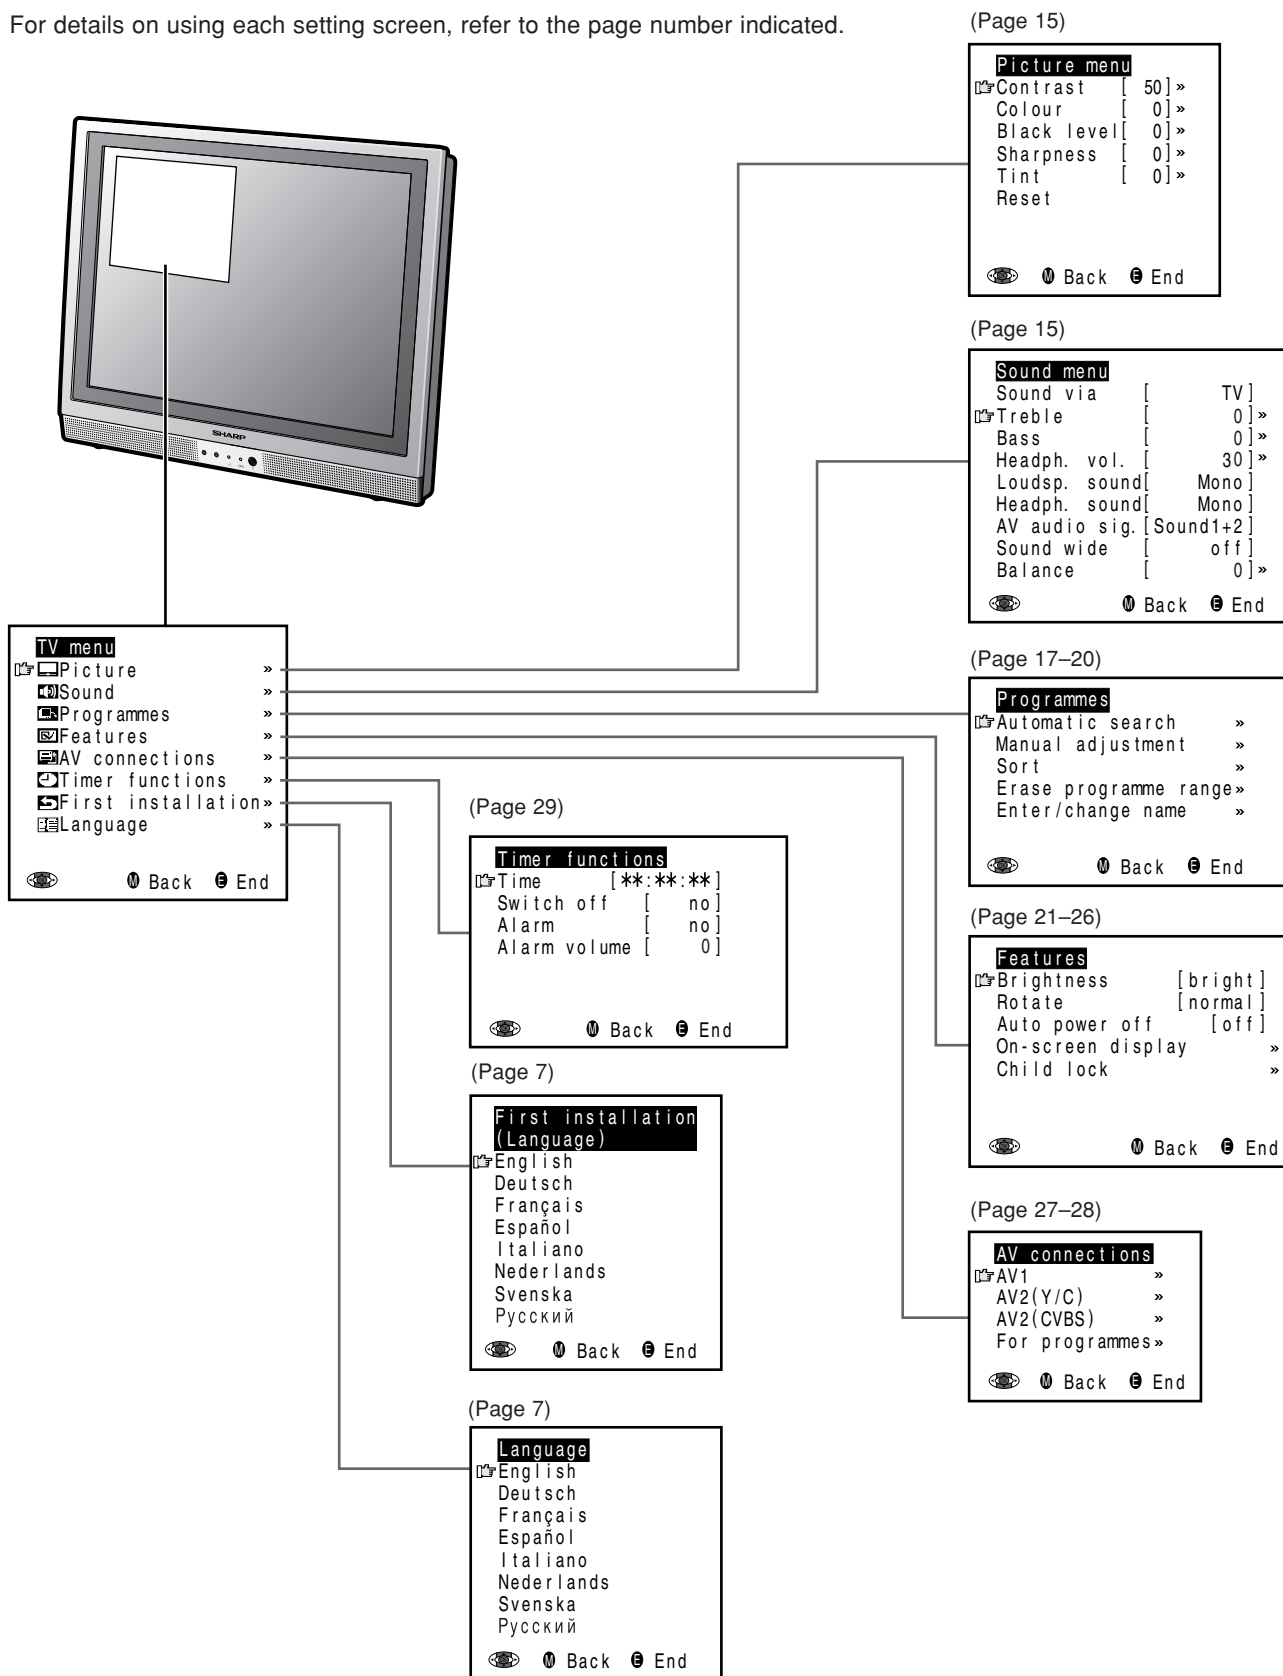 For details on using each setting screen, refer to the page number indicated.
SHARP
TV menu
Picture »
Sound »
Programmes »
Features »
AV connections »
Timer functions »
First installation»
Language »
M Back E End
(Page 15)
Picture menu
Contrast [ 50]»
Colour [ 0]»
Black level[ 0]»
Sharpness [ 0]»
Tint [ 0]»
Reset
M Back E End
(Page 15)
Sound menu
Sound via [ TV]
Treble [ 0]»
Bass [ 0]»
Headph. vol. [ 30]»
Loudsp. sound[ Mono]
Headph. sound[ Mono]
AV audio sig.[Sound1+2]
Sound wide [ off]
Balance [ 0]»
M Back E End
(Page 17–20)
Programmes
Automatic search »
Manual adjustment »
Sort »
Erase programme range»
Enter/change name »
M Back E End
(Page 21–26)
Features
Brightness [bright]
Rotate [normal]
Auto power off [off]
On-screen display »
Child lock »
M Back E End
(Page 27–28)
AV connections
AV1 »
AV2(Y/C) »
AV2(CVBS) »
For programmes»
M Back E End
(Page 29)
Timer functions
Time [**:**:**]
Switch off [ no]
Alarm [ no]
Alarm volume [ 0]
M Back E End
(Page 7)
First installation
(Language)
English
Deutsch
Français
Español
Italiano
Nederlands
Svenska
Русский
M Back E End
(Page 7)
Language
English
Deutsch
Français
Español
Italiano
Nederlands
Svenska
Русский
M Back E End